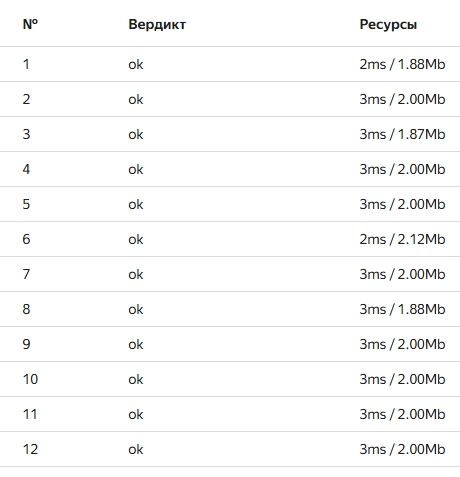 № Вердикт Ресурсы
1 ok 2ms / 1.88Mb
2 ok 3ms / 2.00Mb
3 ok 3ms / 1.87Mb
4 ok 3ms / 2.00Mb
5 ok 3ms / 2.00Mb
6 ok 2ms / 2.12Mb
7 ok 3ms / 2.00Mb
8 ok 3ms / 1.88Mb
9 ok 3ms / 2.00Mb
10 ok 3ms / 2.00Mb
11 ok 3ms / 2.00Mb
12 ok 3ms / 2.00Mb